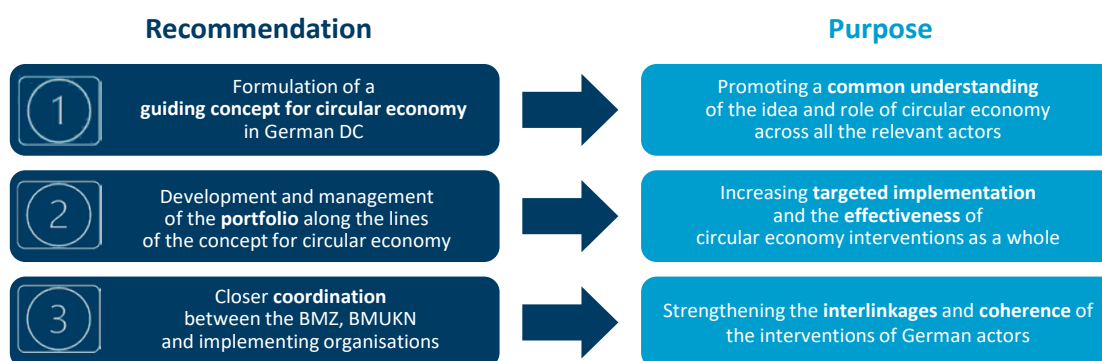 Recommendation
Purpose
1
Formulation of a
guiding concept for circular economy
in German DC
Promoting a common understanding
of the idea and role of circular economy
across all the relevant actors
2
Development and management
of the portfolio along the lines
of the concept for circular economy
Increasing targeted implementation
and the effectiveness of
circular economy interventions as a whole
3
Closer coordination
between the BMZ, BMUKN
and implementing organisations
Strengthening the interlinkages and coherence of
the interventions of German actors